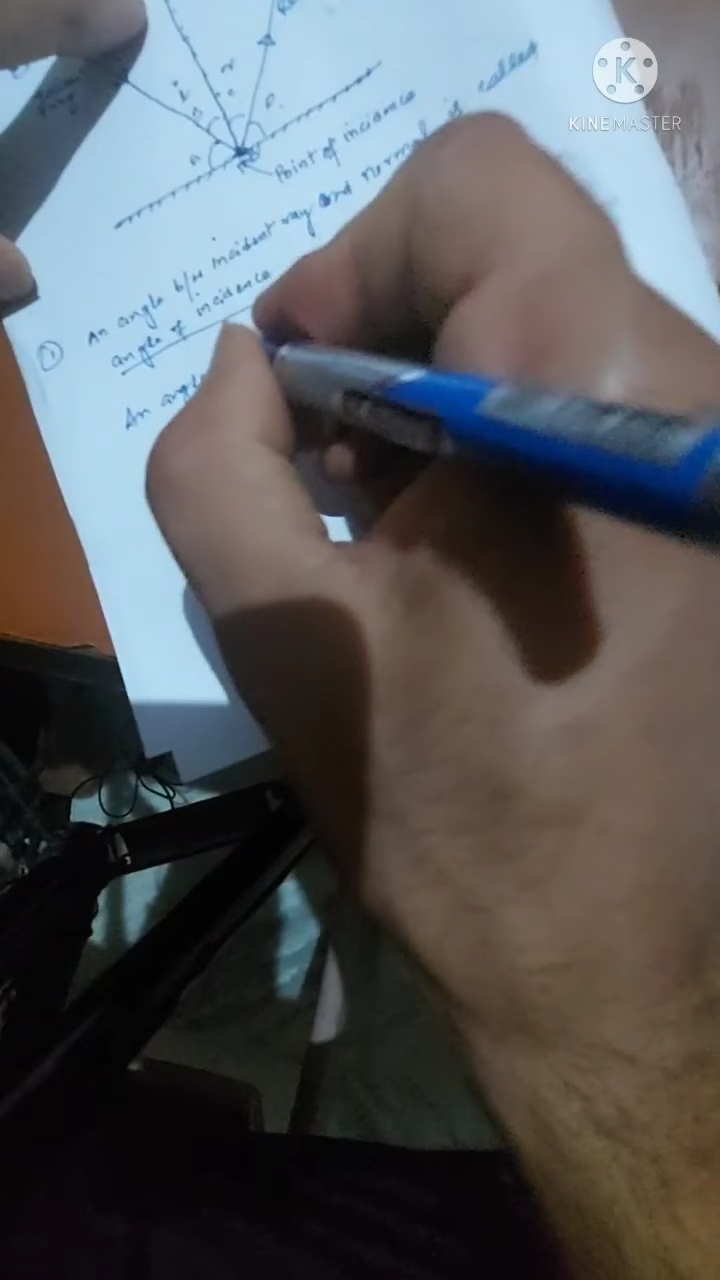 KINEMASTER
i
r
Point of incidence
① An angle b/w incident ray and normal is called
angle of incidence
An angle